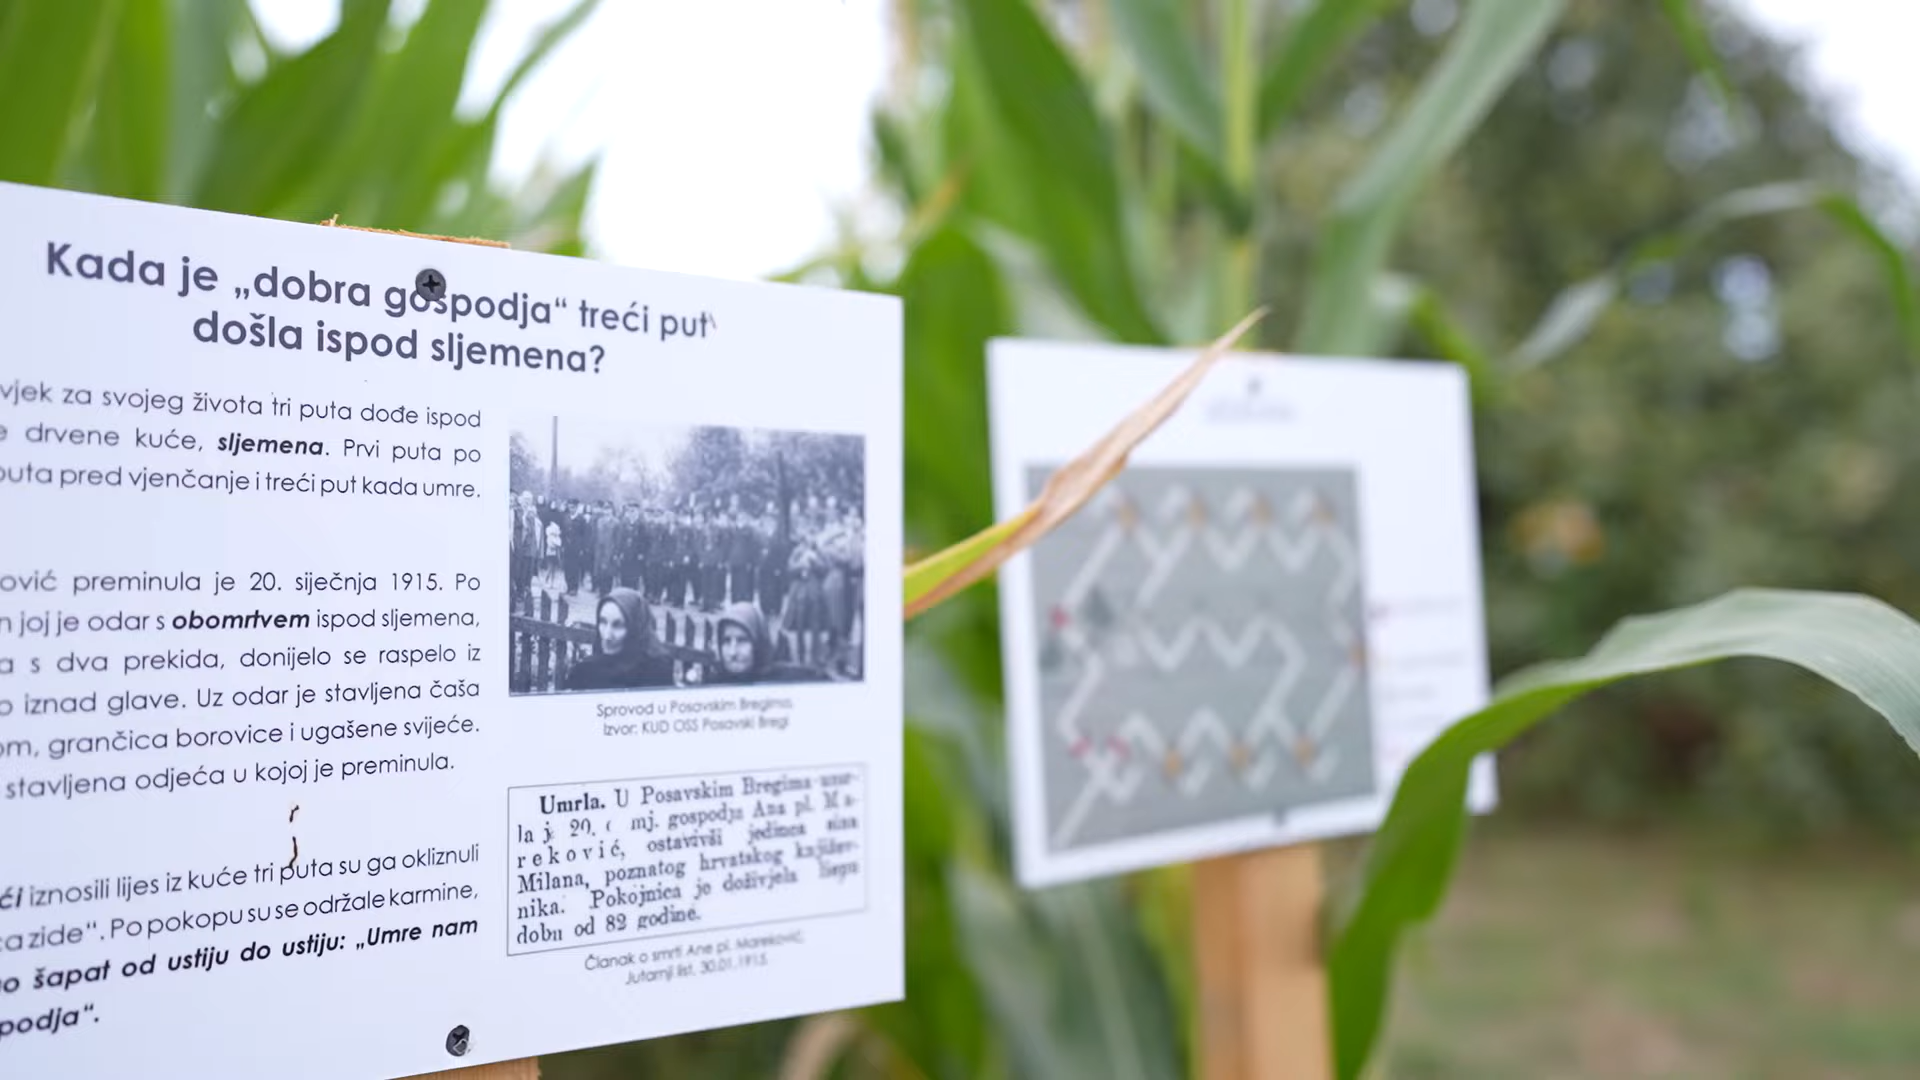 Kada je „dobra gospodja“ treći put
došla ispod sljemena?
vjek za svojeg života tri puta dođe ispod
e drvene kuće, sljemena. Prvi puta po
puta pred vjenčanje i treći put kada umre.
ović preminula je 20. siječnja 1915. Po
n joj je odar s obomrtvem ispod sljemena,
a s dva prekida, donijelo se raspelo iz
o iznad glave. Uz odar je stavljena čaša
om, grančica borovice i ugašene svijeće.
stavljena odjeća u kojoj je preminula.
ći iznosili lijes iz kuće tri puta su ga okliznuli
ca zide“. Po pokopu su se održale karmine,
no šapat od ustiju do ustiju: „Umre nam
podja“.
Sprovod u Posavskim Bregima,
Izvor: KUD OSS Posavski Bregi
Umrla. U Posavskim Bregima umr-
la j 20. mj. gospodja Ana pl. Ma-
reković, ostavivši jedinca sina
Milana, poznatog hrvatskog književ-
nika. Pokojnica je doživjela liepu
dobu od 82 godine.
Članak o smrti Ane pl. Mareković,
Jutarnji list, 30.01.1915.